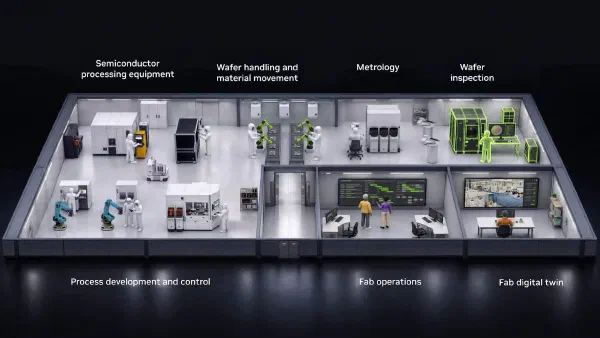 Semiconductor
processing equipment
Wafer handling and
material movement
Metrology
Wafer
inspection
Process development and control
Fab operations
Fab digital twin